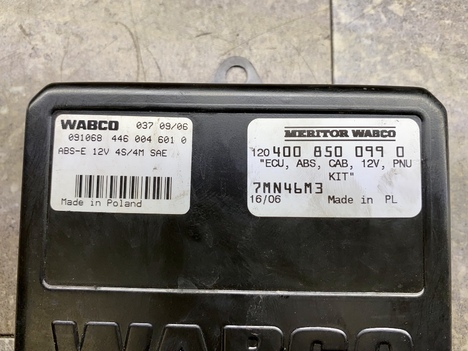 WABCO 037 09/06
091068 446 004 601 0
ABS-E 12V 4S/4M SAE
Made in Poland
MERITOR WABCO
120 400 850 099 0
"ECU, ABS, CAB, 12V, PNU
KIT"
7MN46M3
16/06 Made in PL
WABCO